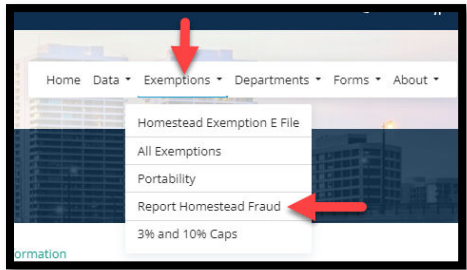 Home Data Exemptions Departments Forms About
Homestead Exemption E File
All Exemptions
Portability
Report Homestead Fraud
3% and 10% Caps
ormation